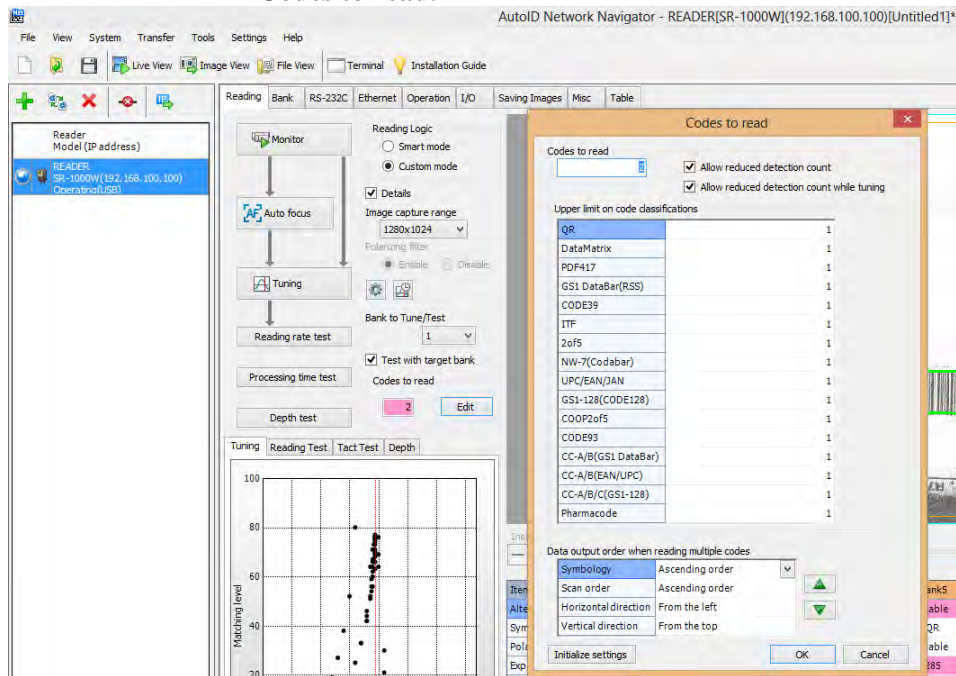 AutoID Network Navigator - READER[SR-1000W](192.168.100.100)[Untitled1]*
File View System Transfer Tools Settings Help
Live View Image View File View Terminal Installation Guide
Reader
Model (IP address)
READER
SR-1000W(192.168.100.100)
Operating(USB)
Reading Bank RS-232C Ethernet Operation I/O Saving Images Misc Table
Monitor
Auto focus
Tuning
Reading rate test
Processing time test
Depth test
Reading Logic
Smart mode
Custom mode
Details
Image capture range
1280x1024
Polarizing filter
Enable Disable
Bank to Tune/Test
1
Test with target bank
Codes to read
2 Edit
Tuning Reading Test Tact Test Depth
100
80
60
40
20
Matching level
Codes to read
Codes to read
2
Allow reduced detection count
Allow reduced detection count while tuning
Upper limit on code classifications
QR 1
DataMatrix 1
PDF417 1
GS1 DataBar(RSS) 1
CODE39 1
ITF 1
2of5 1
NW-7(Codabar) 1
UPC/EAN/JAN 1
GS1-128(CODE128) 1
COOP2of5 1
CODE93 1
CC-A/B(GS1 DataBar) 1
CC-A/B(EAN/UPC) 1
CC-A/B/C(GS1-128) 1
Pharmacode 1
Data output order when reading multiple codes
Symbology Ascending order
Scan order Ascending order
Horizontal direction From the left
Vertical direction From the top
Initialize settings OK Cancel